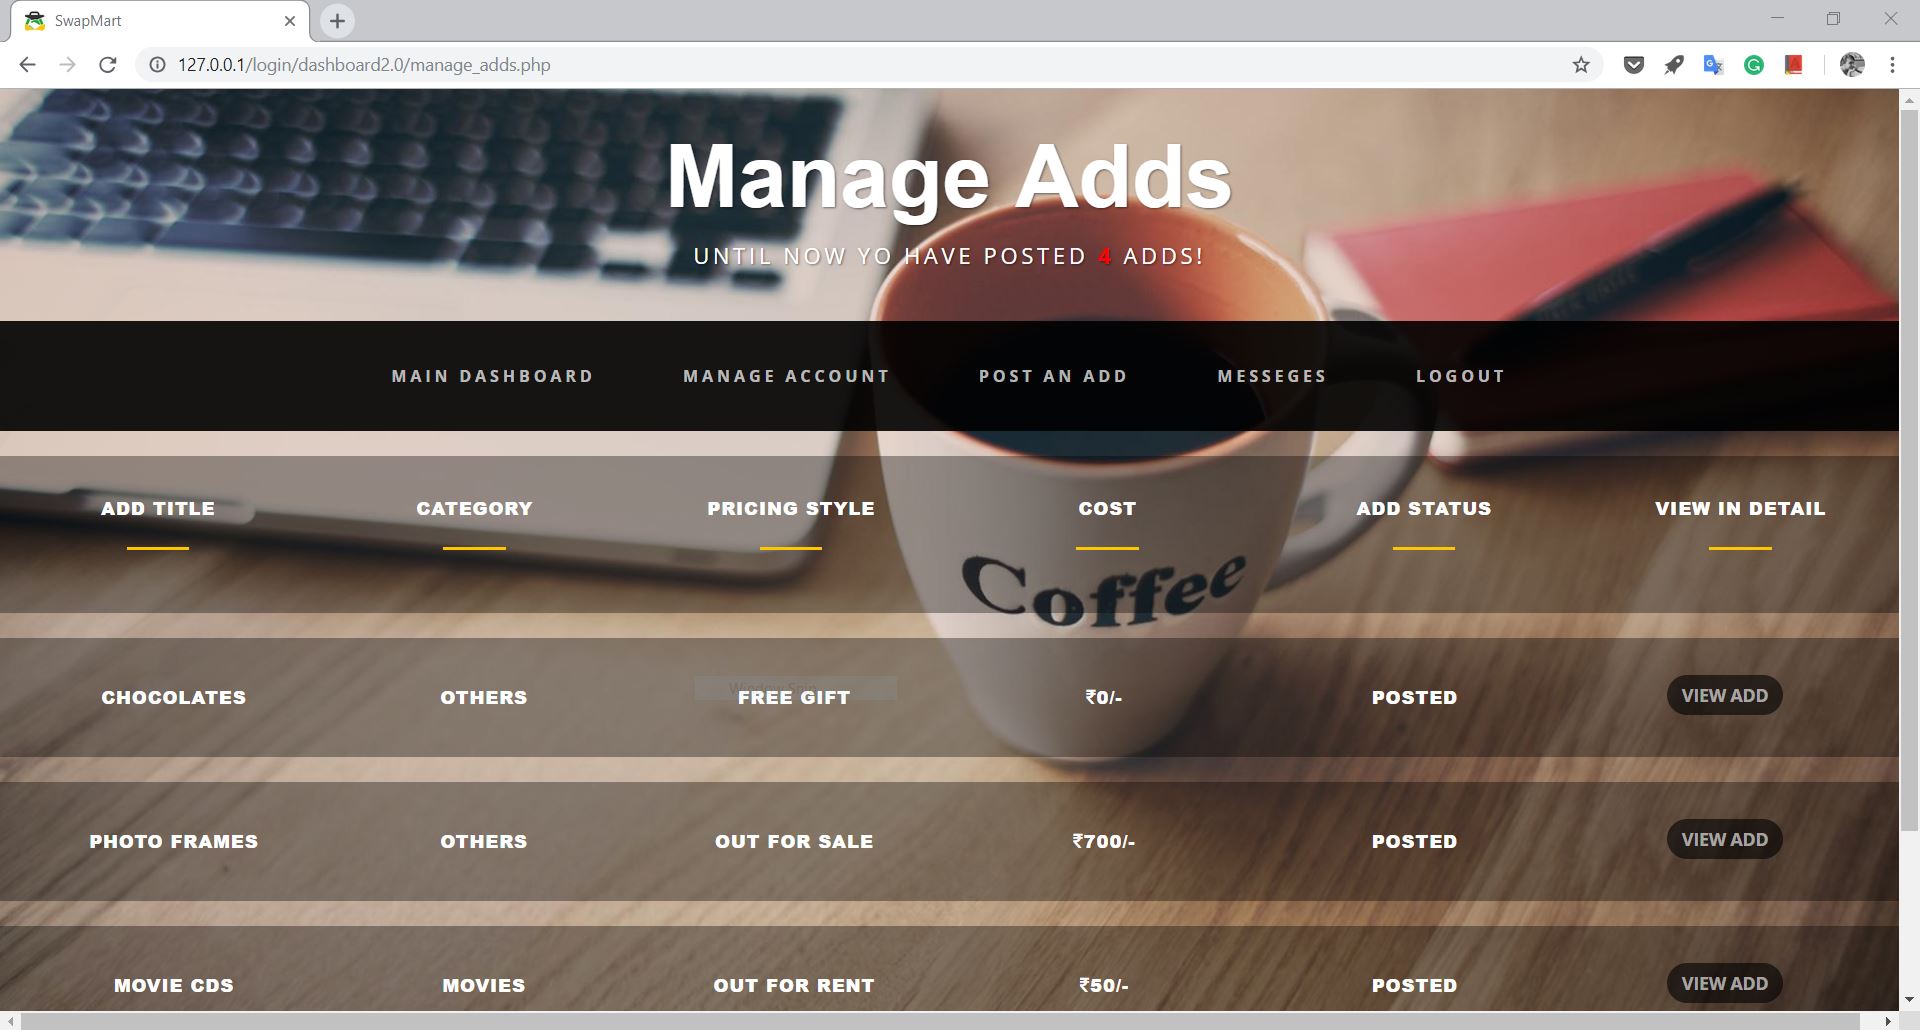 SwapMart
127.0.0.1/login/dashboard2.0/manage_adds.php
Manage Adds
UNTIL NOW YO HAVE POSTED 4 ADDS!
MAIN DASHBOARD MANAGE ACCOUNT POST AN ADD MESSEGES LOGOUT
ADD TITLE CATEGORY PRICING STYLE COST ADD STATUS VIEW IN DETAIL
Coffee
CHOCOLATES OTHERS FREE GIFT ₹0/- POSTED VIEW ADD
PHOTO FRAMES OTHERS OUT FOR SALE ₹700/- POSTED VIEW ADD
MOVIE CDS MOVIES OUT FOR RENT ₹50/- POSTED VIEW ADD